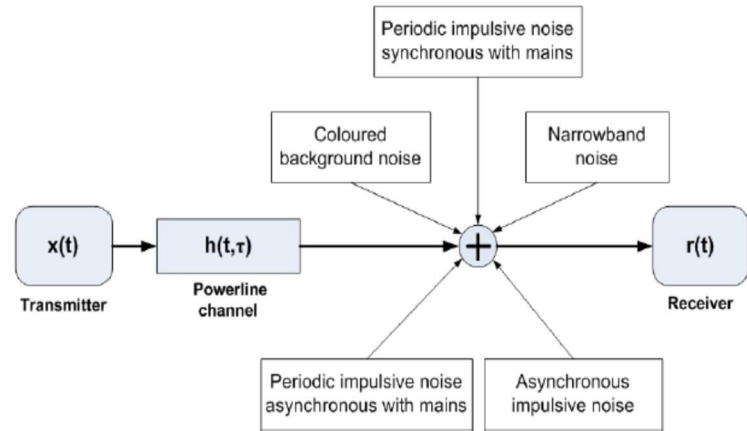 Periodic impulsive noise
synchronous with mains
Coloured
background noise
Narrowband
noise
x(t)
h(t,τ)
+
r(t)
Transmitter
Powerline
channel
Receiver
Periodic impulsive noise
asynchronous with mains
Asynchronous
impulsive noise